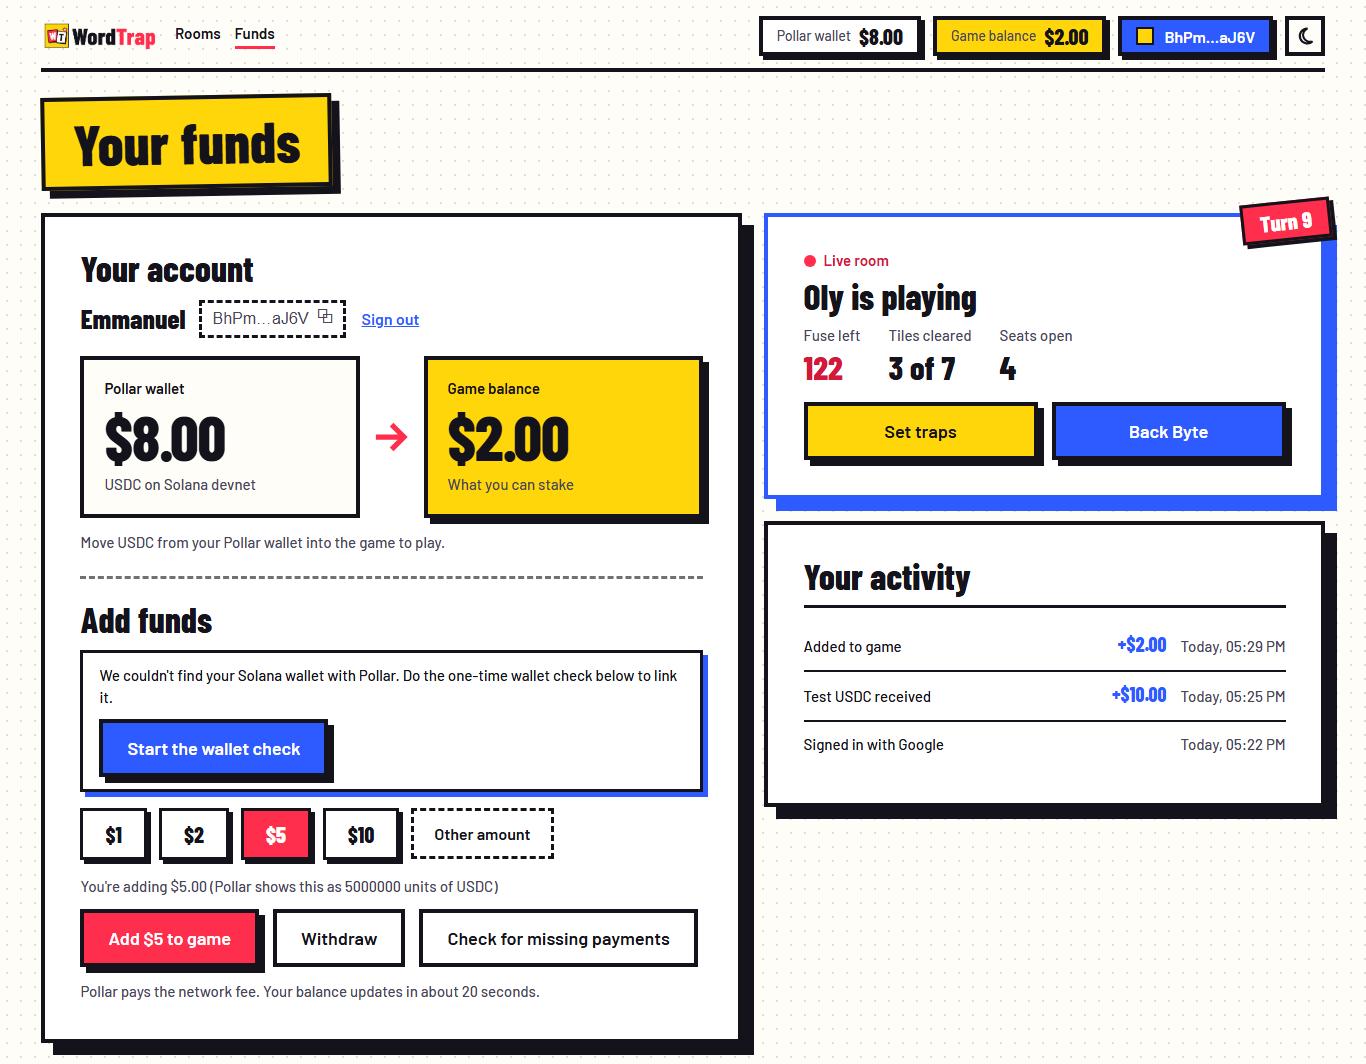 WordTrap
Rooms
Funds
Pollar wallet $8.00
Game balance $2.00
BhPm...aJ6V
Your funds
Your account
Emmanuel
BhPm...aJ6V
Sign out
Pollar wallet
$8.00
USDC on Solana devnet
Game balance
$2.00
What you can stake
Move USDC from your Pollar wallet into the game to play.
Add funds
We couldn't find your Solana wallet with Pollar. Do the one-time wallet check below to link
it.
Start the wallet check
$1
$2
$5
$10
Other amount
You're adding $5.00 (Pollar shows this as 5000000 units of USDC)
Add $5 to game
Withdraw
Check for missing payments
Pollar pays the network fee. Your balance updates in about 20 seconds.
Turn 9
Live room
Oly is playing
Fuse left
122
Tiles cleared
3 of 7
Seats open
4
Set traps
Back Byte
Your activity
Added to game +$2.00 Today, 05:29 PM
Test USDC received +$10.00 Today, 05:25 PM
Signed in with Google Today, 05:22 PM